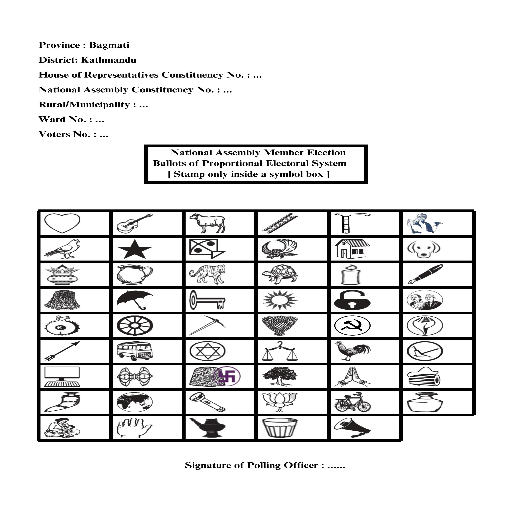 Province : Bagmati
District: Kathmandu
House of Representatives Constituency No. : ...
National Assembly Constituency No. : ...
Rural/Municipality : ...
Ward No. : ...
Voters No. : ...
National Assembly Member Election
Ballots of Proportional Electoral System
[ Stamp only inside a symbol box ]
Signature of Polling Officer : ......